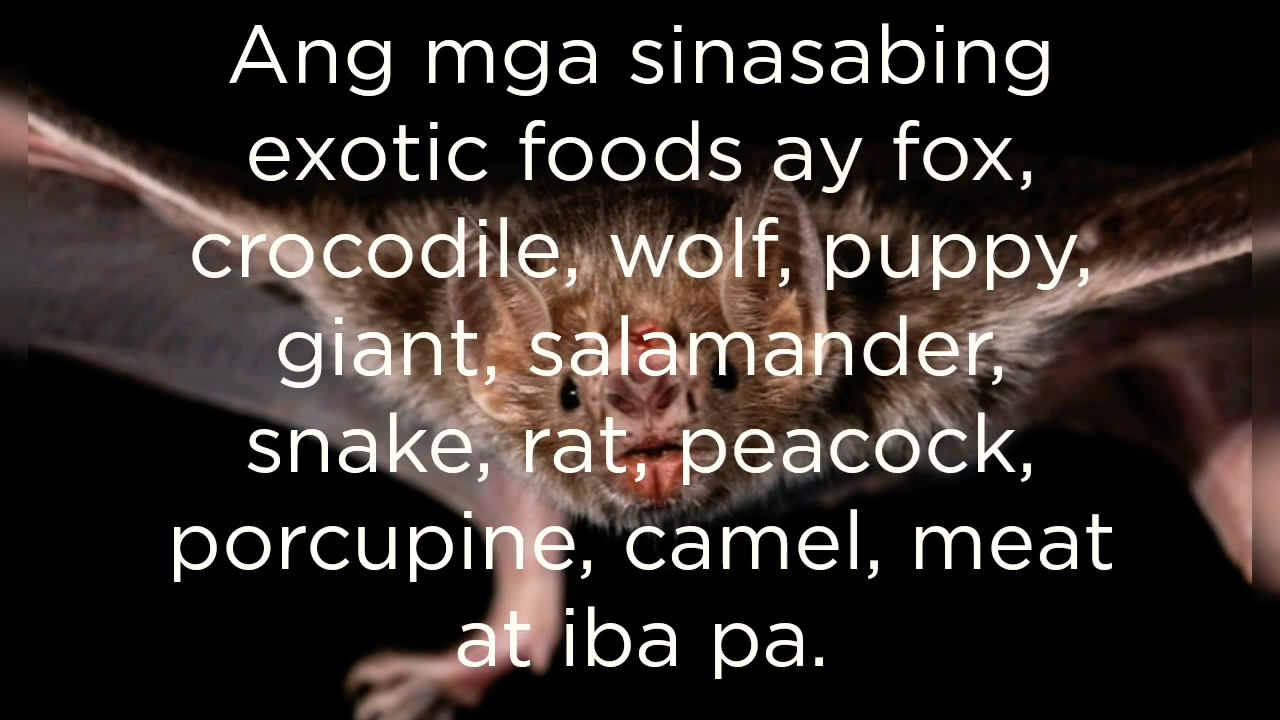 Ang mga sinasabing
exotic foods ay fox,
crocodile, wolf, puppy,
giant, salamander,
snake, rat, peacock,
porcupine, camel, meat
at iba pa.